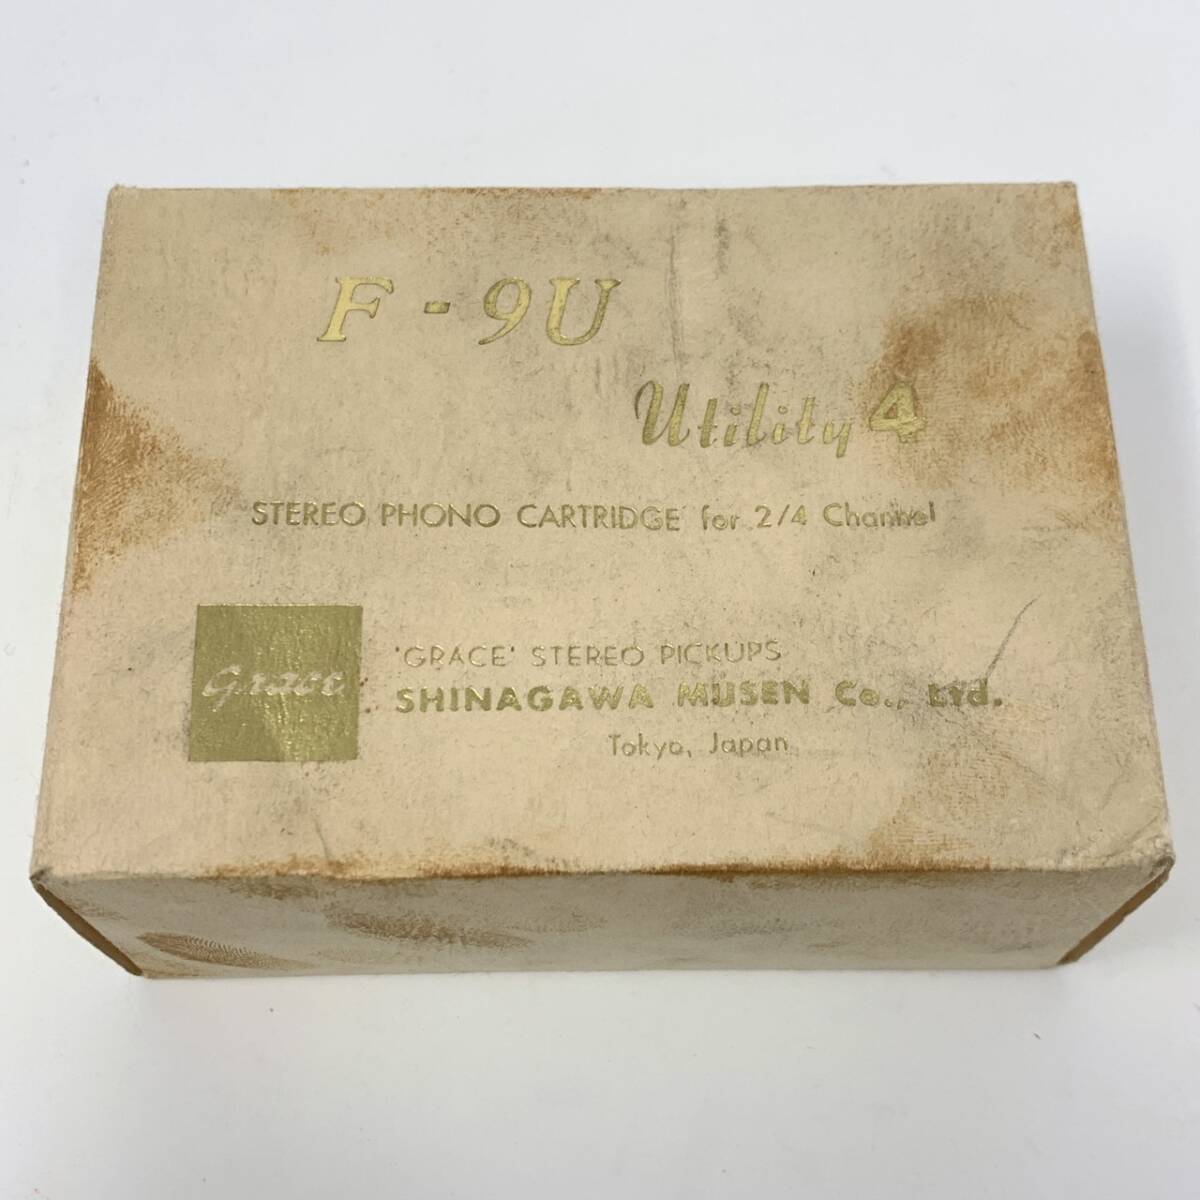 F-9U
Utility 4
STEREO PHONO CARTRIDGE for 2/4 Channel
Grace
'GRACE' STEREO PICKUPS
SHINAGAWA MUSEN Co., Ltd.
Tokyo, Japan